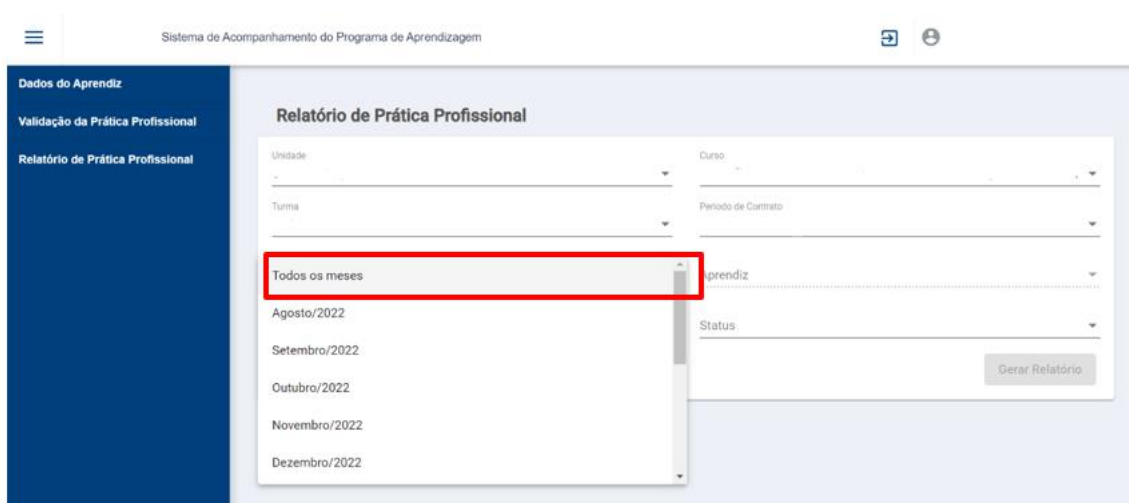 Sistema de Acompanhamento do Programa de Aprendizagem
Dados do Aprendiz
Validação da Prática Profissional
Relatório de Prática Profissional
Relatório de Prática Profissional
Unidade
Curso
Turma
Período de Contrato
Todos os meses
Aprendiz
Agosto/2022
Status
Setembro/2022
Outubro/2022
Gerar Relatório
Novembro/2022
Dezembro/2022